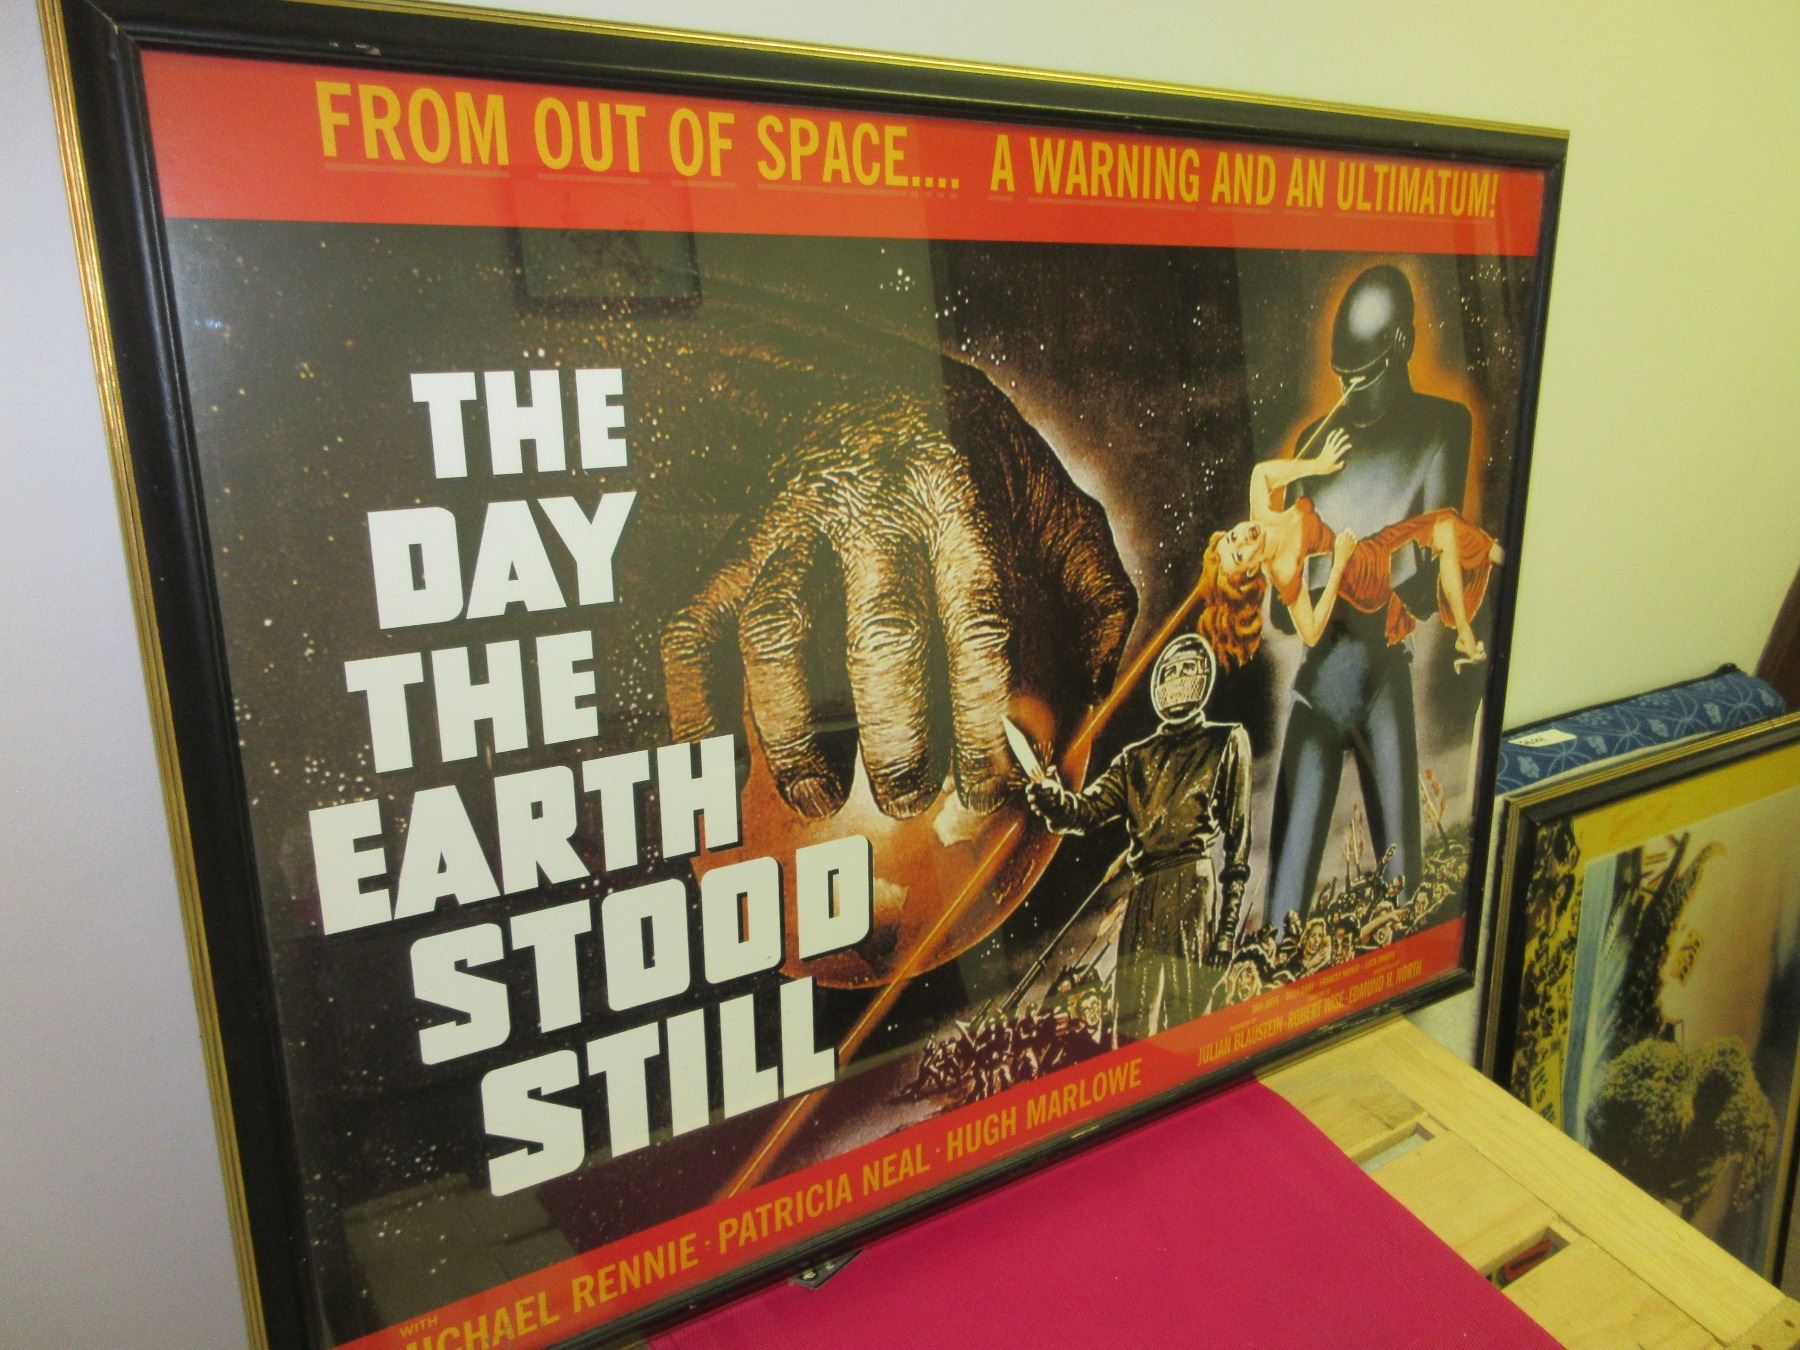 FROM OUT OF SPACE.... A WARNING AND AN ULTIMATUM!
THE
DAY
THE
EARTH
STOOD
STILL
WITH
MICHAEL RENNIE · PATRICIA NEAL · HUGH MARLOWE
JULIAN BLAUSTEIN · ROBERT WISE · EDMUND H. NORTH